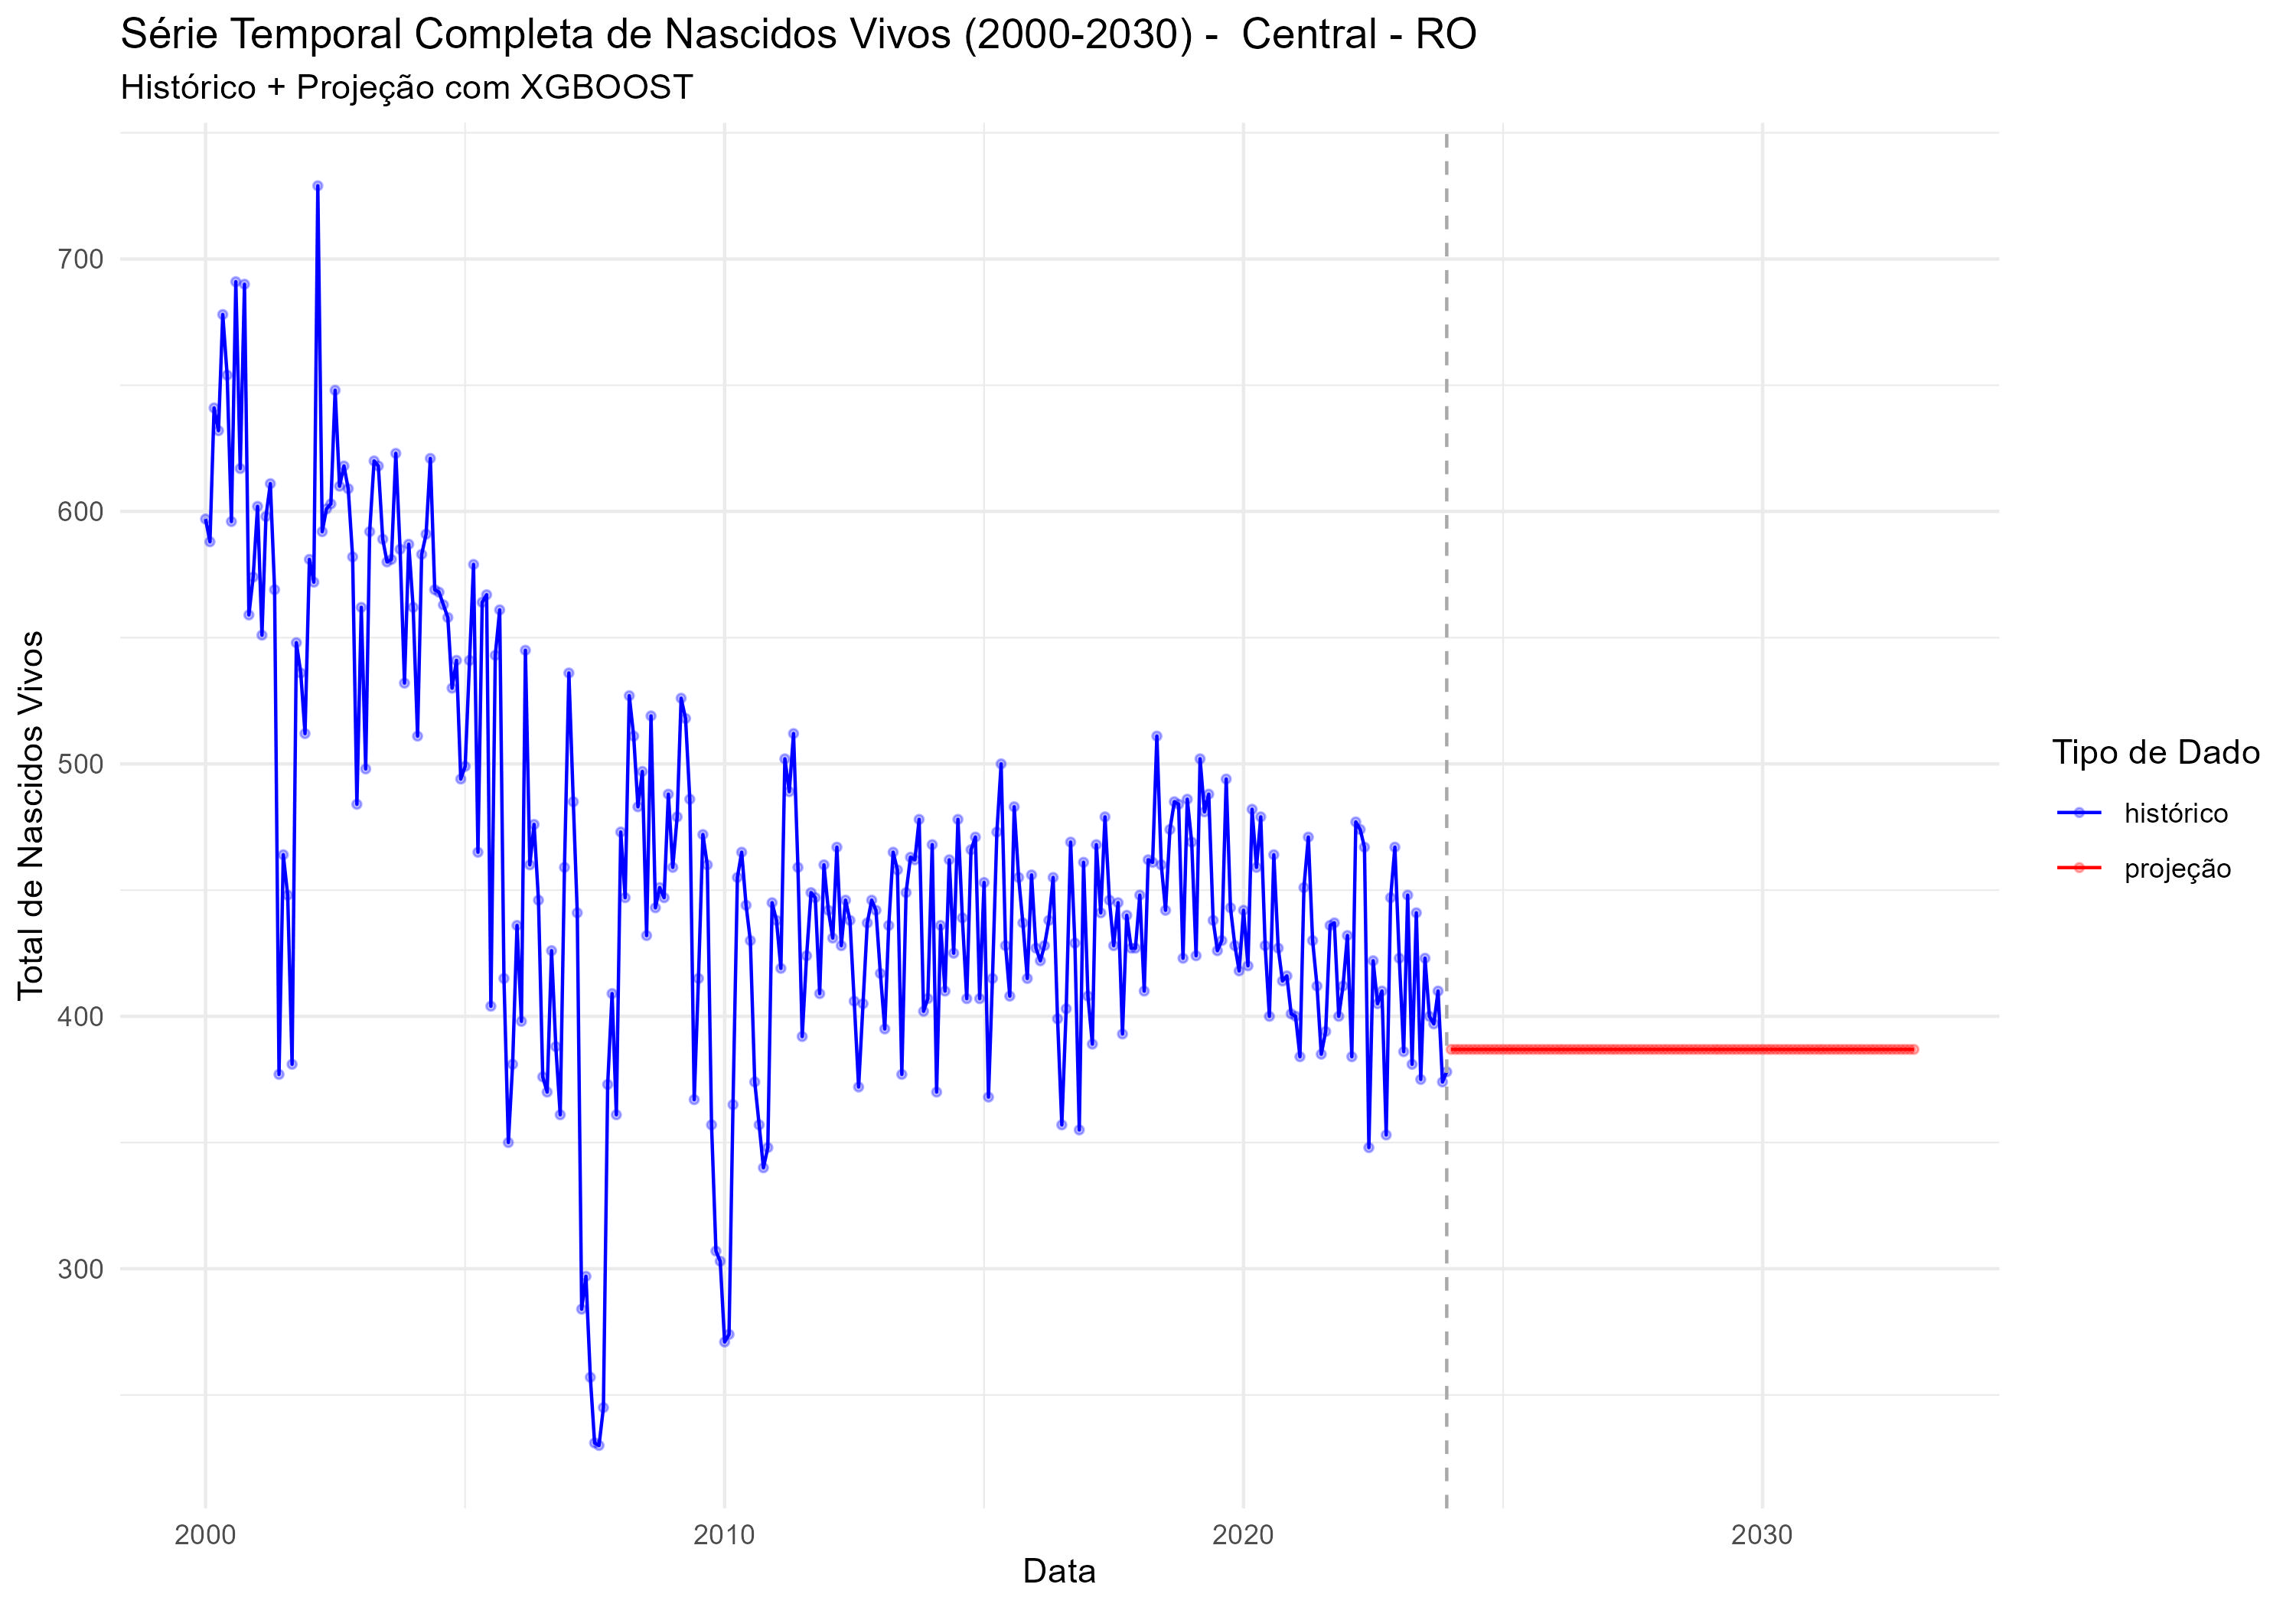 Série Temporal Completa de Nascidos Vivos (2000-2030) -  Central - RO
Histórico + Projeção com XGBOOST
Total de Nascidos Vivos
700
600
500
400
300
2000
2010
2020
2030
Data
Tipo de Dado
histórico
projeção